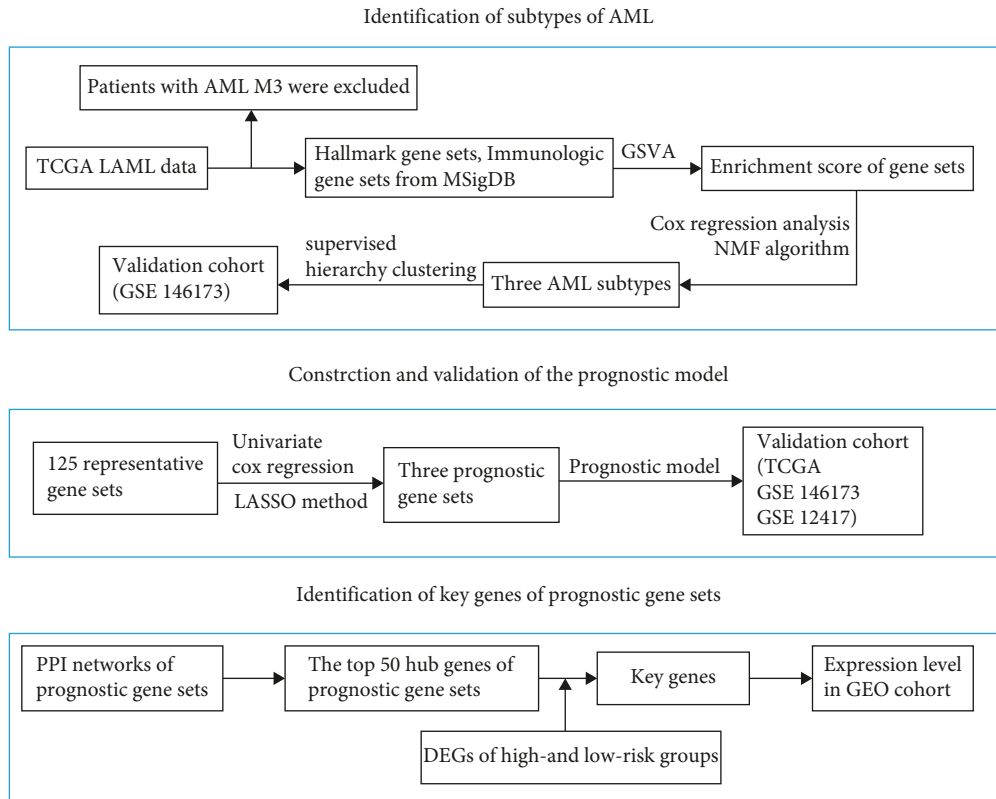 Identification of subtypes of AML
Patients with AML M3 were excluded
TCGA LAML data
Hallmark gene sets, Immunologic
gene sets from MSigDB
GSVA
Enrichment score of gene sets
Cox regression analysis
NMF algorithm
Three AML subtypes
supervised
hierarchy clustering
Validation cohort
(GSE 146173)
Constrction and validation of the prognostic model
125 representative
gene sets
Univariate
cox regression
LASSO method
Three prognostic
gene sets
Prognostic model
Validation cohort
(TCGA
GSE 146173
GSE 12417)
Identification of key genes of prognostic gene sets
PPI networks of
prognostic gene sets
The top 50 hub genes of
prognostic gene sets
Key genes
Expression level
in GEO cohort
DEGs of high-and low-risk groups